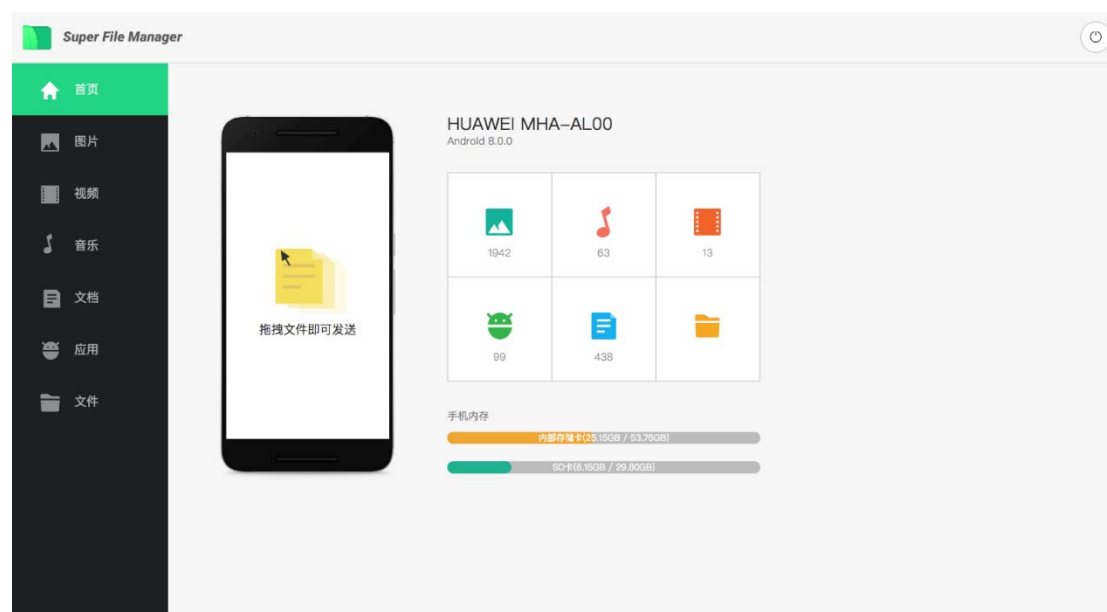 Super File Manager
首页
图片
视频
音乐
文档
应用
文件
拖拽文件即可发送
HUAWEI MHA-AL00
Android 8.0.0
1942
63
13
99
438
手机内存
内部存储卡(25.15GB / 53.75GB)
SD卡(6.15GB / 29.80GB)